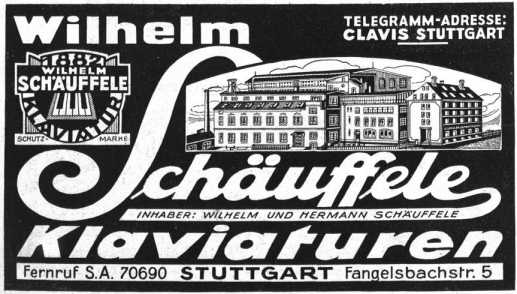 Wilhelm
TELEGRAMM-ADRESSE:
CLAVIS STUTTGART
1882
WILHELM
SCHÄUFFELE
KLAVIATUR
SCHUTZ-MARKE
Schäuffele
INHABER: WILHELM UND HERMANN SCHÄUFFELE
Klaviaturen
Fernruf S.A. 70690 STUTTGART Fangelsbachstr. 5